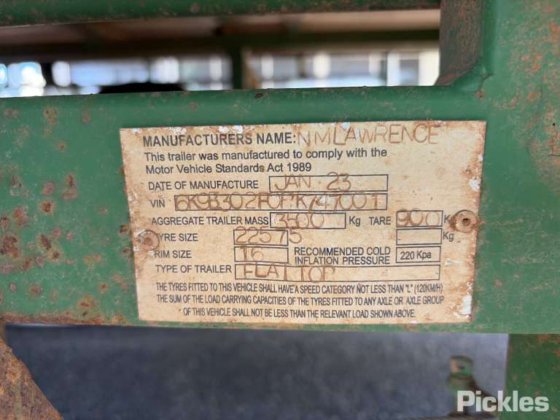 MANUFACTURERS NAME: N M LAWRENCE
This trailer was manufactured to comply with the
Motor Vehicle Standards Act 1989
DATE OF MANUFACTURE JAN 23
VIN
AGGREGATE TRAILER MASS 3500 Kg TARE 900 Kg
TYRE SIZE 225 75 Kg
RIM SIZE 16 RECOMMENDED COLD INFLATION PRESSURE 220 Kpa
TYPE OF TRAILER FLAT TOP
THE TYRES FITTED TO THIS VEHICLE SHALL HAVE A SPEED CATEGORY NOT LESS THAN "L" (120KM/H)
THE SUM OF THE LOAD CARRYING CAPACITIES OF THE TYRES FITTED TO ANY AXLE OR AXLE GROUP
OF THIS VEHICLE SHALL NOT BE LESS THAN THE RELEVANT LOAD SHOWN ABOVE.
Pickles